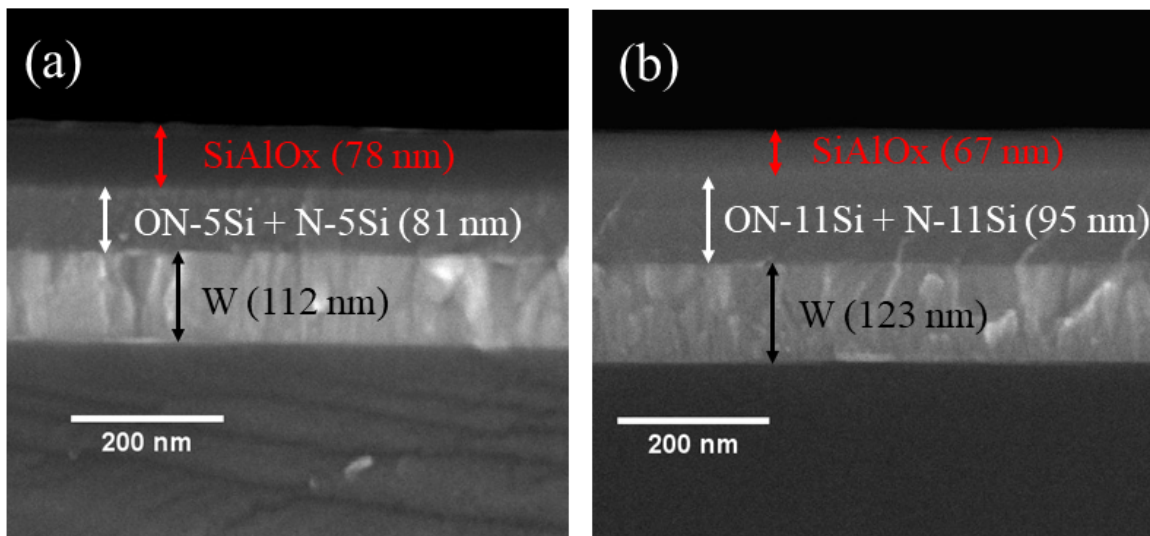 (a)
SiAlOx (78 nm)
ON-5Si + N-5Si (81 nm)
W (112 nm)
200 nm
(b)
SiAlOx (67 nm)
ON-11Si + N-11Si (95 nm)
W (123 nm)
200 nm